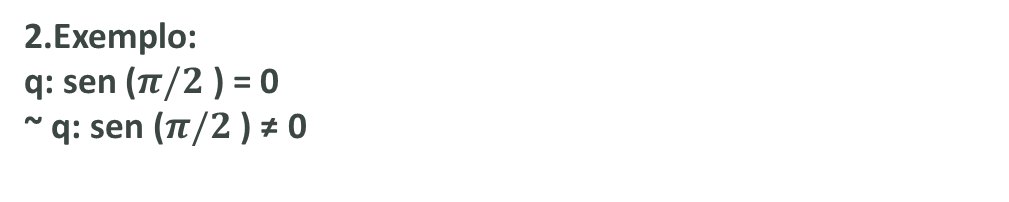 2.Exemplo:
q: sen (𝝅/𝟐 ) = 0
~ q: sen (𝝅/𝟐 ) ≠ 0